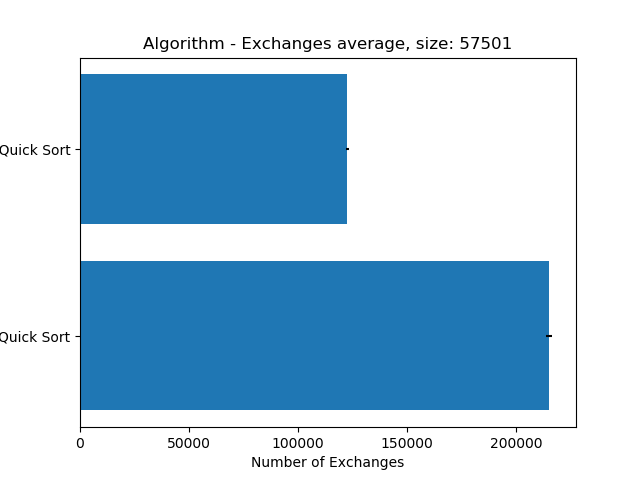 Algorithm - Exchanges average, size: 57501
Quick Sort
Quick Sort
0 50000 100000 150000 200000
Number of Exchanges